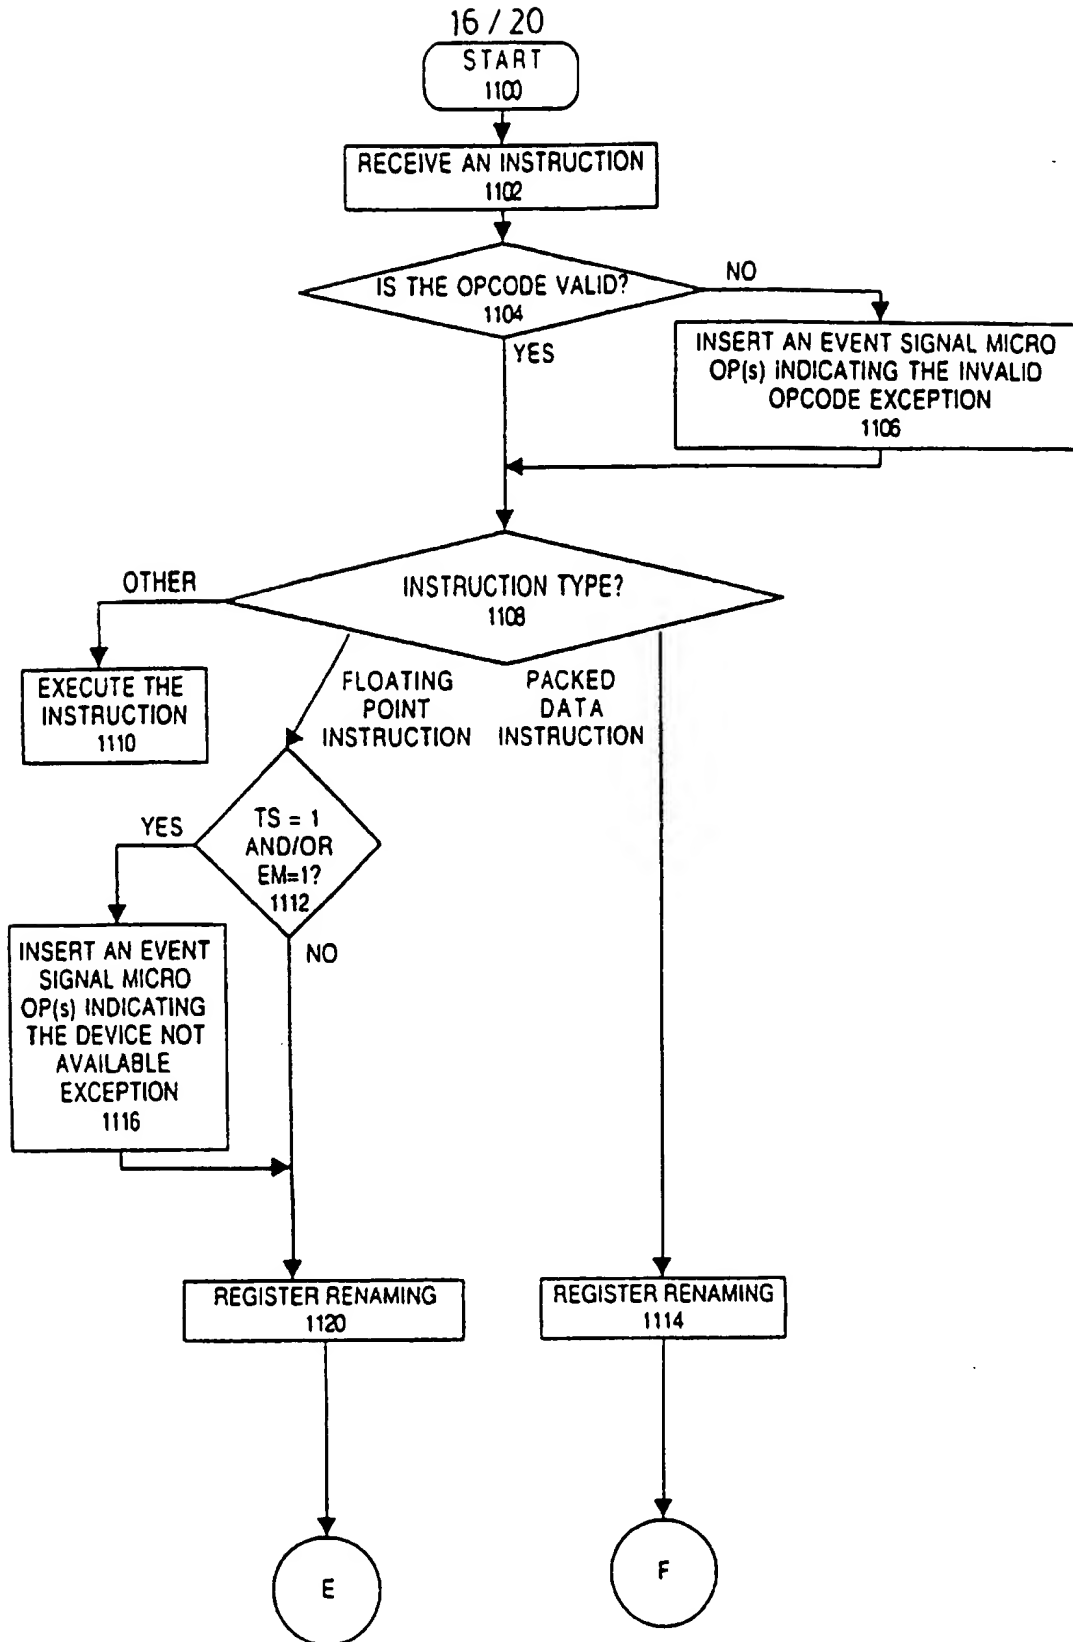 16 / 20
START
1100
RECEIVE AN INSTRUCTION
1102
IS THE OPCODE VALID?
1104
NO
YES
INSERT AN EVENT SIGNAL MICRO
OP(s) INDICATING THE INVALID
OPCODE EXCEPTION
1106
INSTRUCTION TYPE?
1108
OTHER
EXECUTE THE
INSTRUCTION
1110
FLOATING
POINT
INSTRUCTION
PACKED
DATA
INSTRUCTION
TS = 1
AND/OR
EM=1?
1112
YES
NO
INSERT AN EVENT
SIGNAL MICRO
OP(s) INDICATING
THE DEVICE NOT
AVAILABLE
EXCEPTION
1116
REGISTER RENAMING
1120
REGISTER RENAMING
1114
E
F